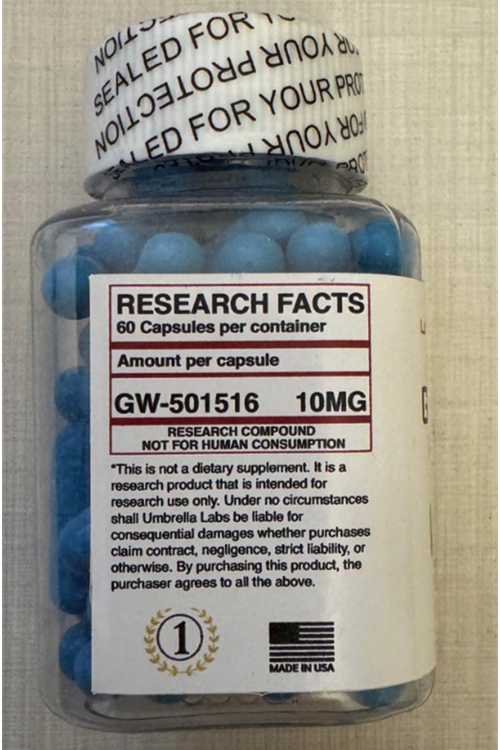 SEALED FOR
PROTECTION
FOR YOUR
SEALED FOR YOUR
PROTECTION
FOR YOUR
RESEARCH FACTS
60 Capsules per container
Amount per capsule
GW-501516 10MG
RESEARCH COMPOUND
NOT FOR HUMAN CONSUMPTION
*This is not a dietary supplement. It is a
research product that is intended for
research use only. Under no circumstances
shall Umbrella Labs be liable for
consequential damages whether purchases
claim contract, negligence, strict liability, or
otherwise. By purchasing this product, the
purchaser agrees to all the above.
1
MADE IN USA